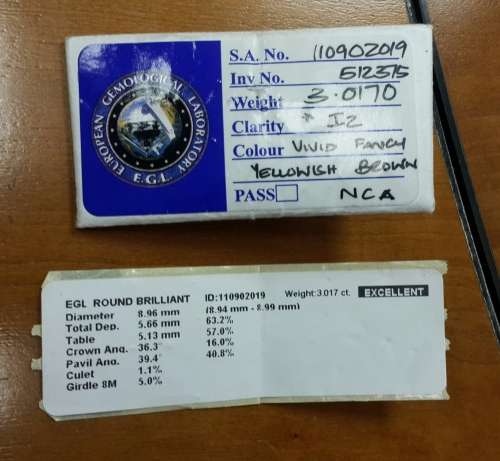 EUROPEAN GEMOLOGICAL LABORATORY
E.G.L.
S.A. No. 110902019
Inv No. 512375
Weight 3.0170
Clarity * I2
Colour VIVID FANCY
YELLOWISH BROWN
PASS NCA
EGL ROUND BRILLIANT ID:110902019 Weight:3.017 ct. EXCELLENT
Diameter 8.96 mm (8.94 mm - 8.99 mm)
Total Dep. 5.66 mm 63.2%
Table 5.13 mm 57.0%
Crown Ang. 36.3° 16.0%
Pavil Ang. 39.4° 40.8%
Culet 1.1%
Girdle 8M 5.0%